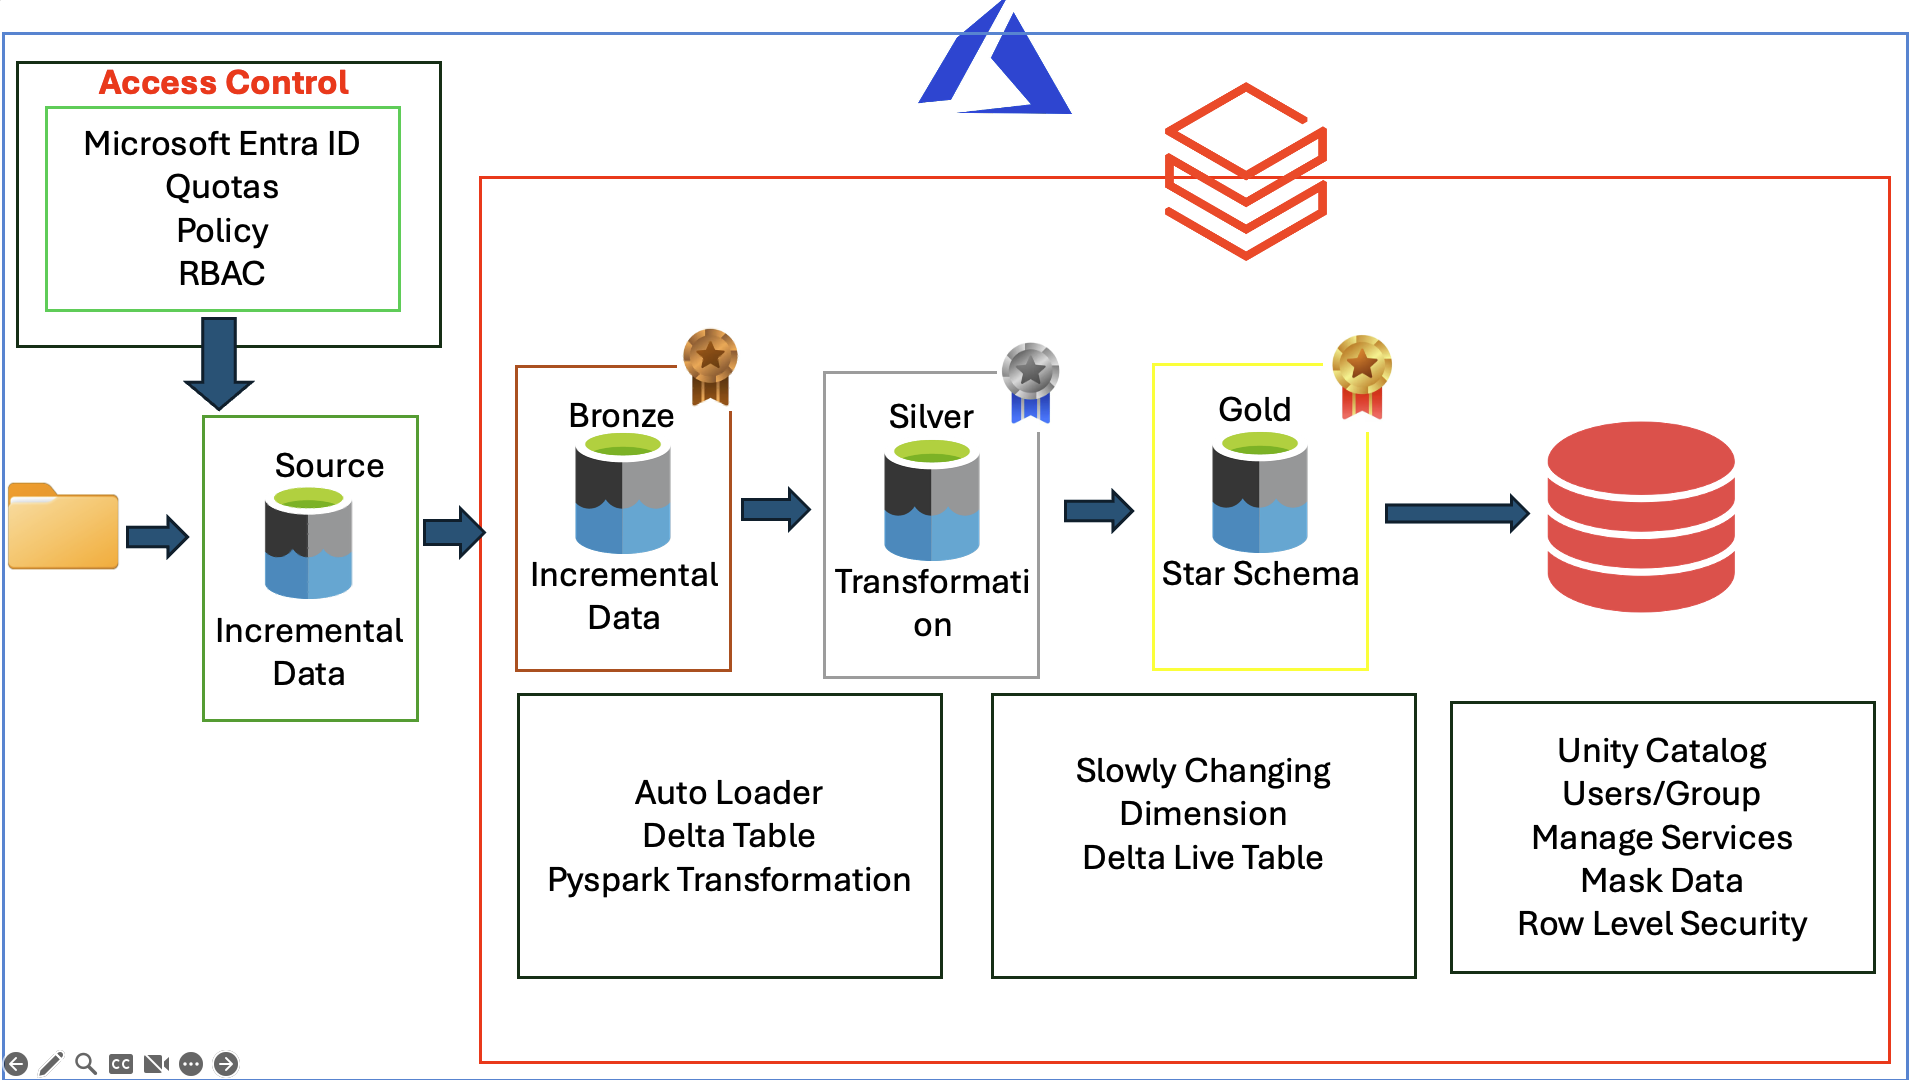 Access Control
Microsoft Entra ID
Quotas
Policy
RBAC
Source
Incremental
Data
Bronze
Incremental
Data
Silver
Transformati
on
Gold
Star Schema
Auto Loader
Delta Table
Pyspark Transformation
Slowly Changing
Dimension
Delta Live Table
Unity Catalog
Users/Group
Manage Services
Mask Data
Row Level Security
CC